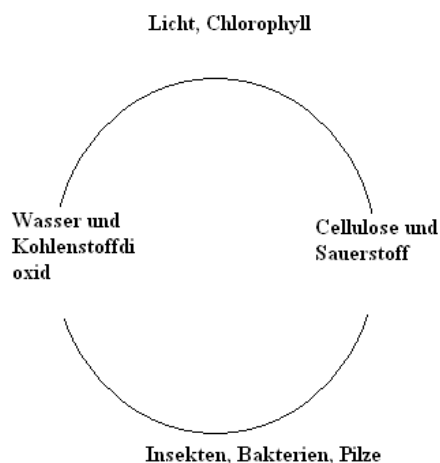 Licht, Chlorophyll
Wasser und
Kohlenstoffdi
oxid
Cellulose und
Sauerstoff
Insekten, Bakterien, Pilze